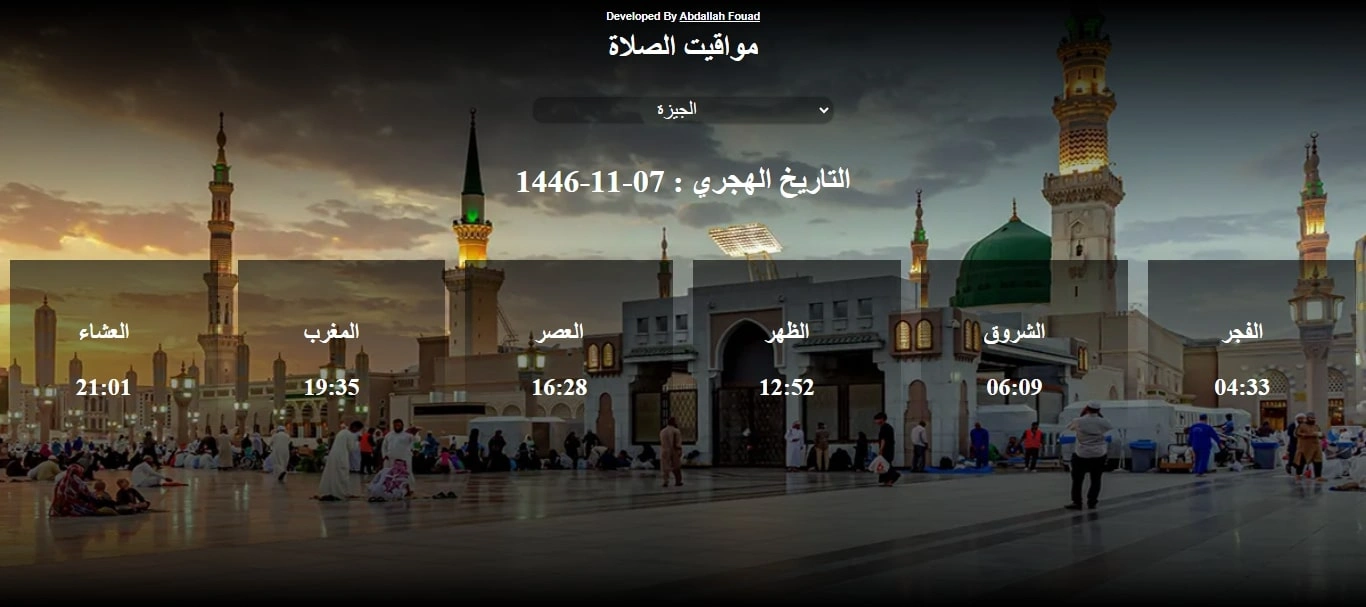 Developed By Abdallah Fouad
مواقيت الصلاة
الجيزة
التاريخ الهجري : 07-11-1446
الفجر
04:33
الشروق
06:09
الظهر
12:52
العصر
16:28
المغرب
19:35
العشاء
21:01